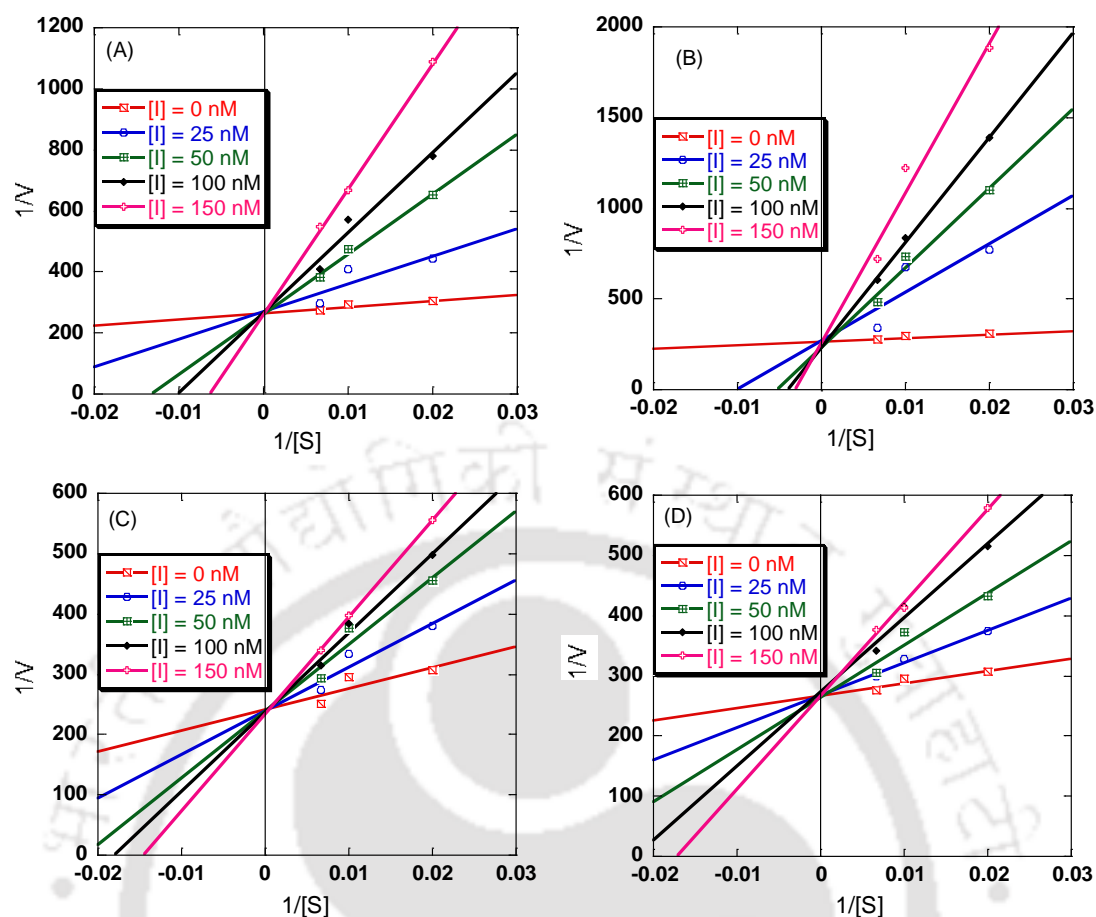 (A)
1200
1000
800
600
400
200
0
1/V
[I] = 0 nM
[I] = 25 nM
[I] = 50 nM
[I] = 100 nM
[I] = 150 nM
-0.02 -0.01 0 0.01 0.02 0.03
1/[S]
(B)
2000
1500
1000
500
0
1/V
[I] = 0 nM
[I] = 25 nM
[I] = 50 nM
[I] = 100 nM
[I] = 150 nM
-0.02 -0.01 0 0.01 0.02 0.03
1/[S]
(C)
600
500
400
300
200
100
0
1/V
[I] = 0 nM
[I] = 25 nM
[I] = 50 nM
[I] = 100 nM
[I] = 150 nM
-0.02 -0.01 0 0.01 0.02 0.03
1/[S]
(D)
600
500
400
300
200
100
0
1/V
[I] = 0 nM
[I] = 25 nM
[I] = 50 nM
[I] = 100 nM
[I] = 150 nM
-0.02 -0.01 0 0.01 0.02 0.03
1/[S]